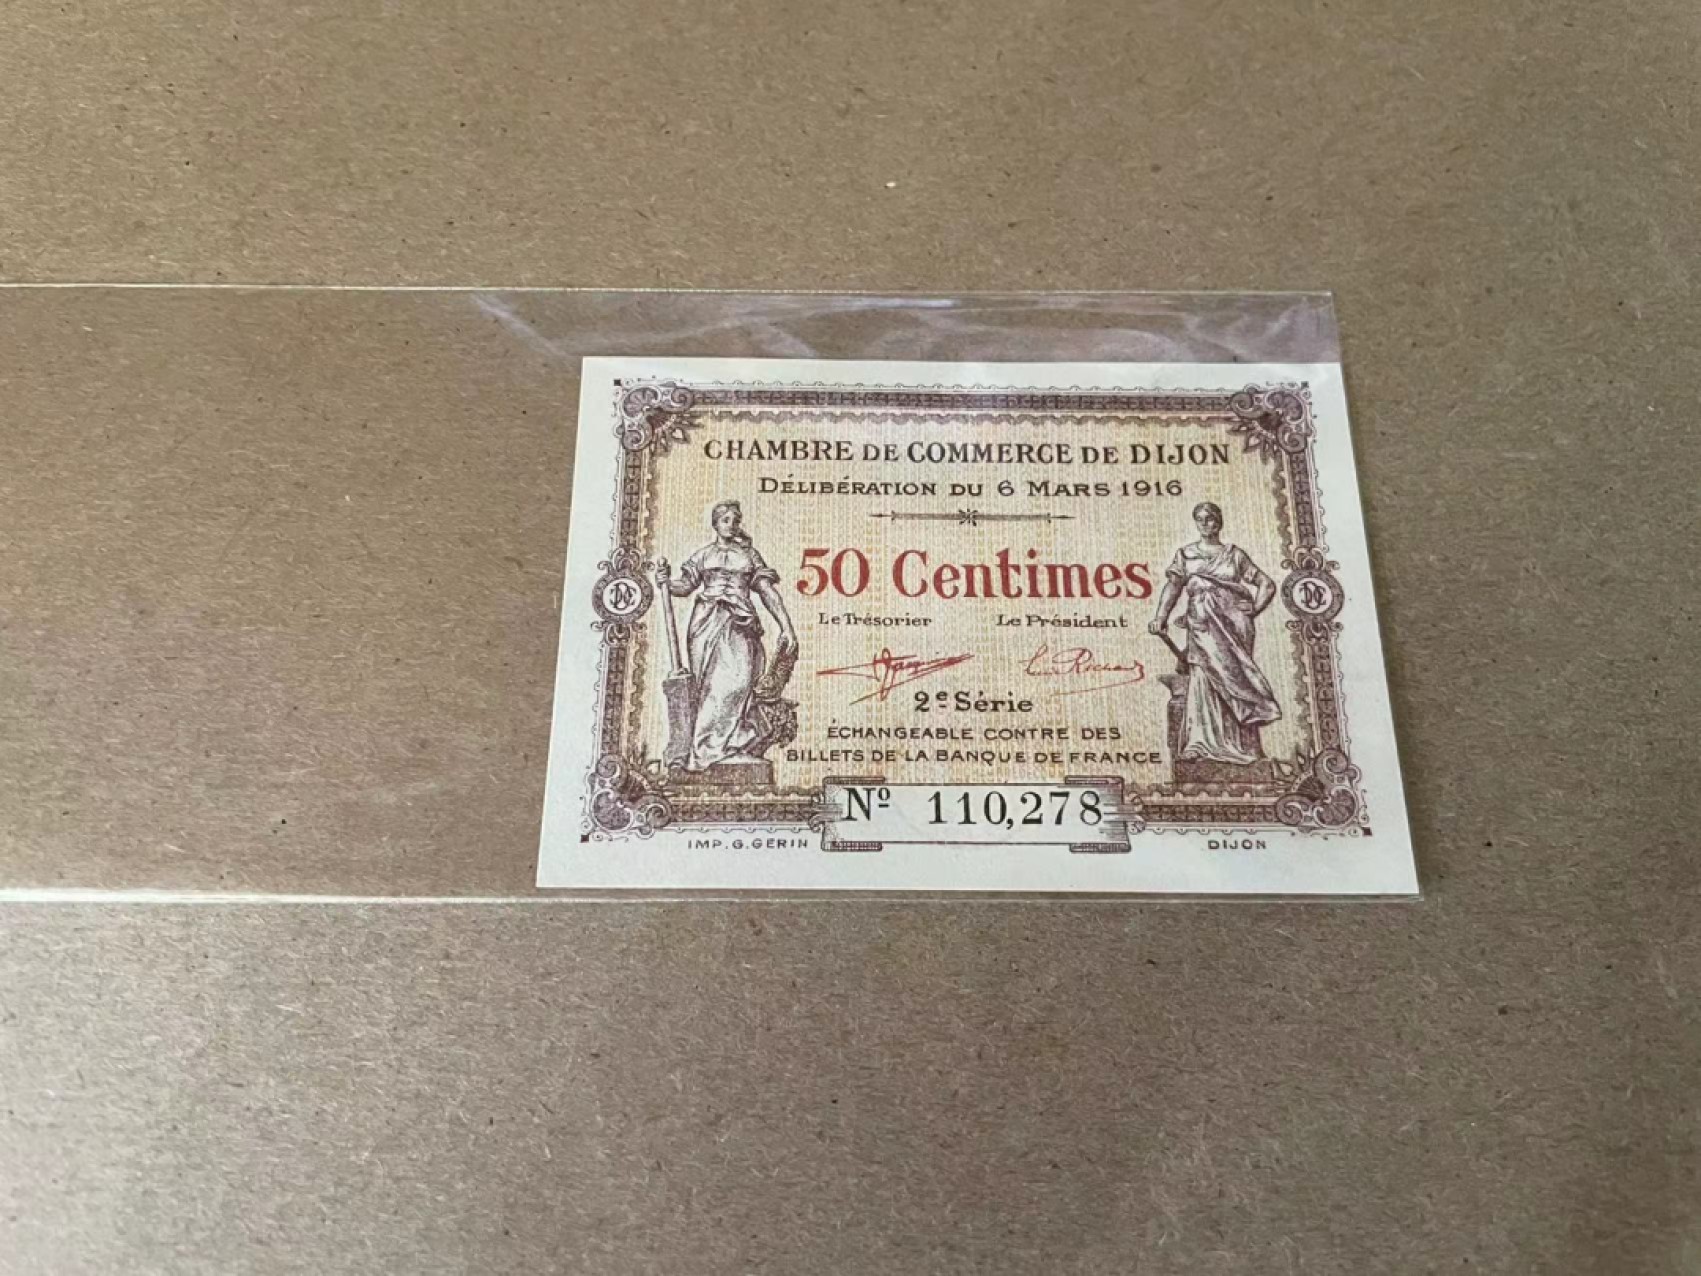 CHAMBRE DE COMMERCE DE DIJON
DÉLIBÉRATION DU 6 MARS 1916
50 Centimes
Le Trésorier Le Président
2e Série
ÉCHANGEABLE CONTRE DES
BILLETS DE LA BANQUE DE FRANCE
Nº 110,278
IMP. G. GERIN DIJON